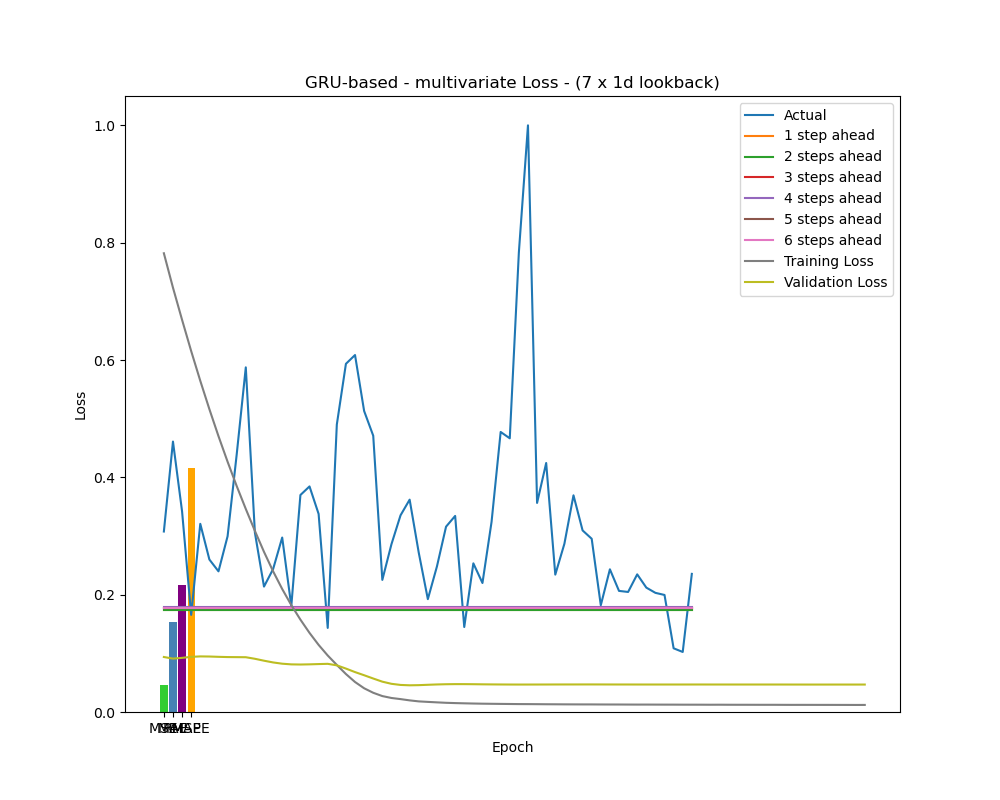 GRU-based - multivariate Loss - (7 x 1d lookback)
1.0
0.8
0.6
0.4
0.2
0.0
Loss
Actual
1 step ahead
2 steps ahead
3 steps ahead
4 steps ahead
5 steps ahead
6 steps ahead
Training Loss
Validation Loss
Epoch